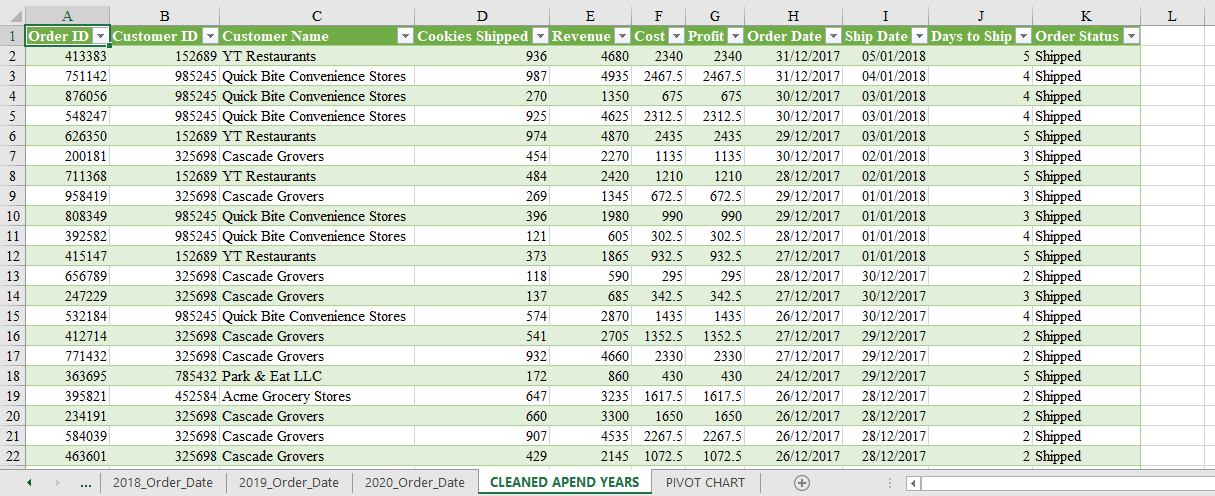 A B C D E F G H I J K L
1 Order ID Customer ID Customer Name Cookies Shipped Revenue Cost Profit Order Date Ship Date Days to Ship Order Status
2 413383 152689 YT Restaurants 936 4680 2340 2340 31/12/2017 05/01/2018 5 Shipped
3 751142 985245 Quick Bite Convenience Stores 987 4935 2467.5 2467.5 31/12/2017 04/01/2018 4 Shipped
4 876056 985245 Quick Bite Convenience Stores 270 1350 675 675 30/12/2017 03/01/2018 4 Shipped
5 548247 985245 Quick Bite Convenience Stores 925 4625 2312.5 2312.5 30/12/2017 03/01/2018 4 Shipped
6 626350 152689 YT Restaurants 974 4870 2435 2435 29/12/2017 03/01/2018 5 Shipped
7 200181 325698 Cascade Grovers 454 2270 1135 1135 30/12/2017 02/01/2018 3 Shipped
8 711368 152689 YT Restaurants 484 2420 1210 1210 28/12/2017 02/01/2018 5 Shipped
9 958419 325698 Cascade Grovers 269 1345 672.5 672.5 29/12/2017 01/01/2018 3 Shipped
10 808349 985245 Quick Bite Convenience Stores 396 1980 990 990 29/12/2017 01/01/2018 3 Shipped
11 392582 985245 Quick Bite Convenience Stores 121 605 302.5 302.5 28/12/2017 01/01/2018 4 Shipped
12 415147 152689 YT Restaurants 373 1865 932.5 932.5 27/12/2017 01/01/2018 5 Shipped
13 656789 325698 Cascade Grovers 118 590 295 295 28/12/2017 30/12/2017 2 Shipped
14 247229 325698 Cascade Grovers 137 685 342.5 342.5 27/12/2017 30/12/2017 3 Shipped
15 532184 985245 Quick Bite Convenience Stores 574 2870 1435 1435 26/12/2017 30/12/2017 4 Shipped
16 412714 325698 Cascade Grovers 541 2705 1352.5 1352.5 27/12/2017 29/12/2017 2 Shipped
17 771432 325698 Cascade Grovers 932 4660 2330 2330 27/12/2017 29/12/2017 2 Shipped
18 363695 785432 Park & Eat LLC 172 860 430 430 24/12/2017 29/12/2017 5 Shipped
19 395821 452584 Acme Grocery Stores 647 3235 1617.5 1617.5 26/12/2017 28/12/2017 2 Shipped
20 234191 325698 Cascade Grovers 660 3300 1650 1650 26/12/2017 28/12/2017 2 Shipped
21 584039 325698 Cascade Grovers 907 4535 2267.5 2267.5 26/12/2017 28/12/2017 2 Shipped
22 463601 325698 Cascade Grovers 429 2145 1072.5 1072.5 26/12/2017 28/12/2017 2 Shipped
... 2018_Order_Date 2019_Order_Date 2020_Order_Date CLEANED APEND YEARS PIVOT CHART